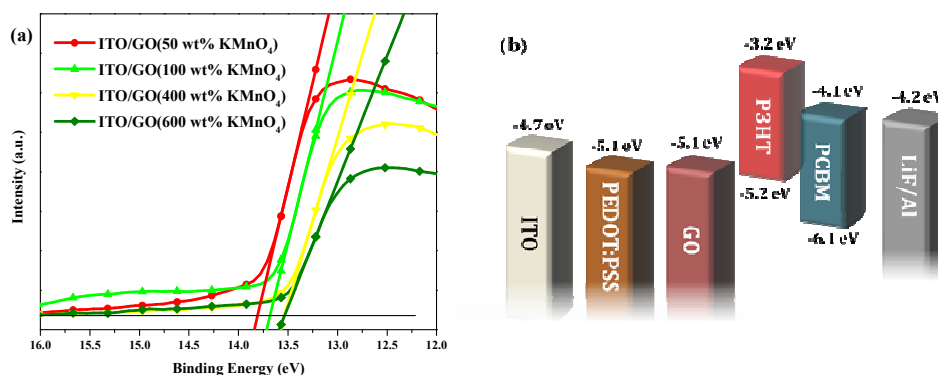 (a)
ITO/GO(50 wt% KMnO4)
ITO/GO(100 wt% KMnO4)
ITO/GO(400 wt% KMnO4)
ITO/GO(600 wt% KMnO4)
Intensity (a.u.)
16.0 15.5 15.0 14.5 14.0 13.5 13.0 12.5 12.0
Binding Energy (eV)
(b)
-3.2 eV
-4.1 eV
-4.2 eV
-4.7 eV
-5.1 eV
-5.1 eV
P3HT
PCBM
LiF/Al
-5.2 eV
-6.1 eV
ITO
PEDOT:PSS
GO